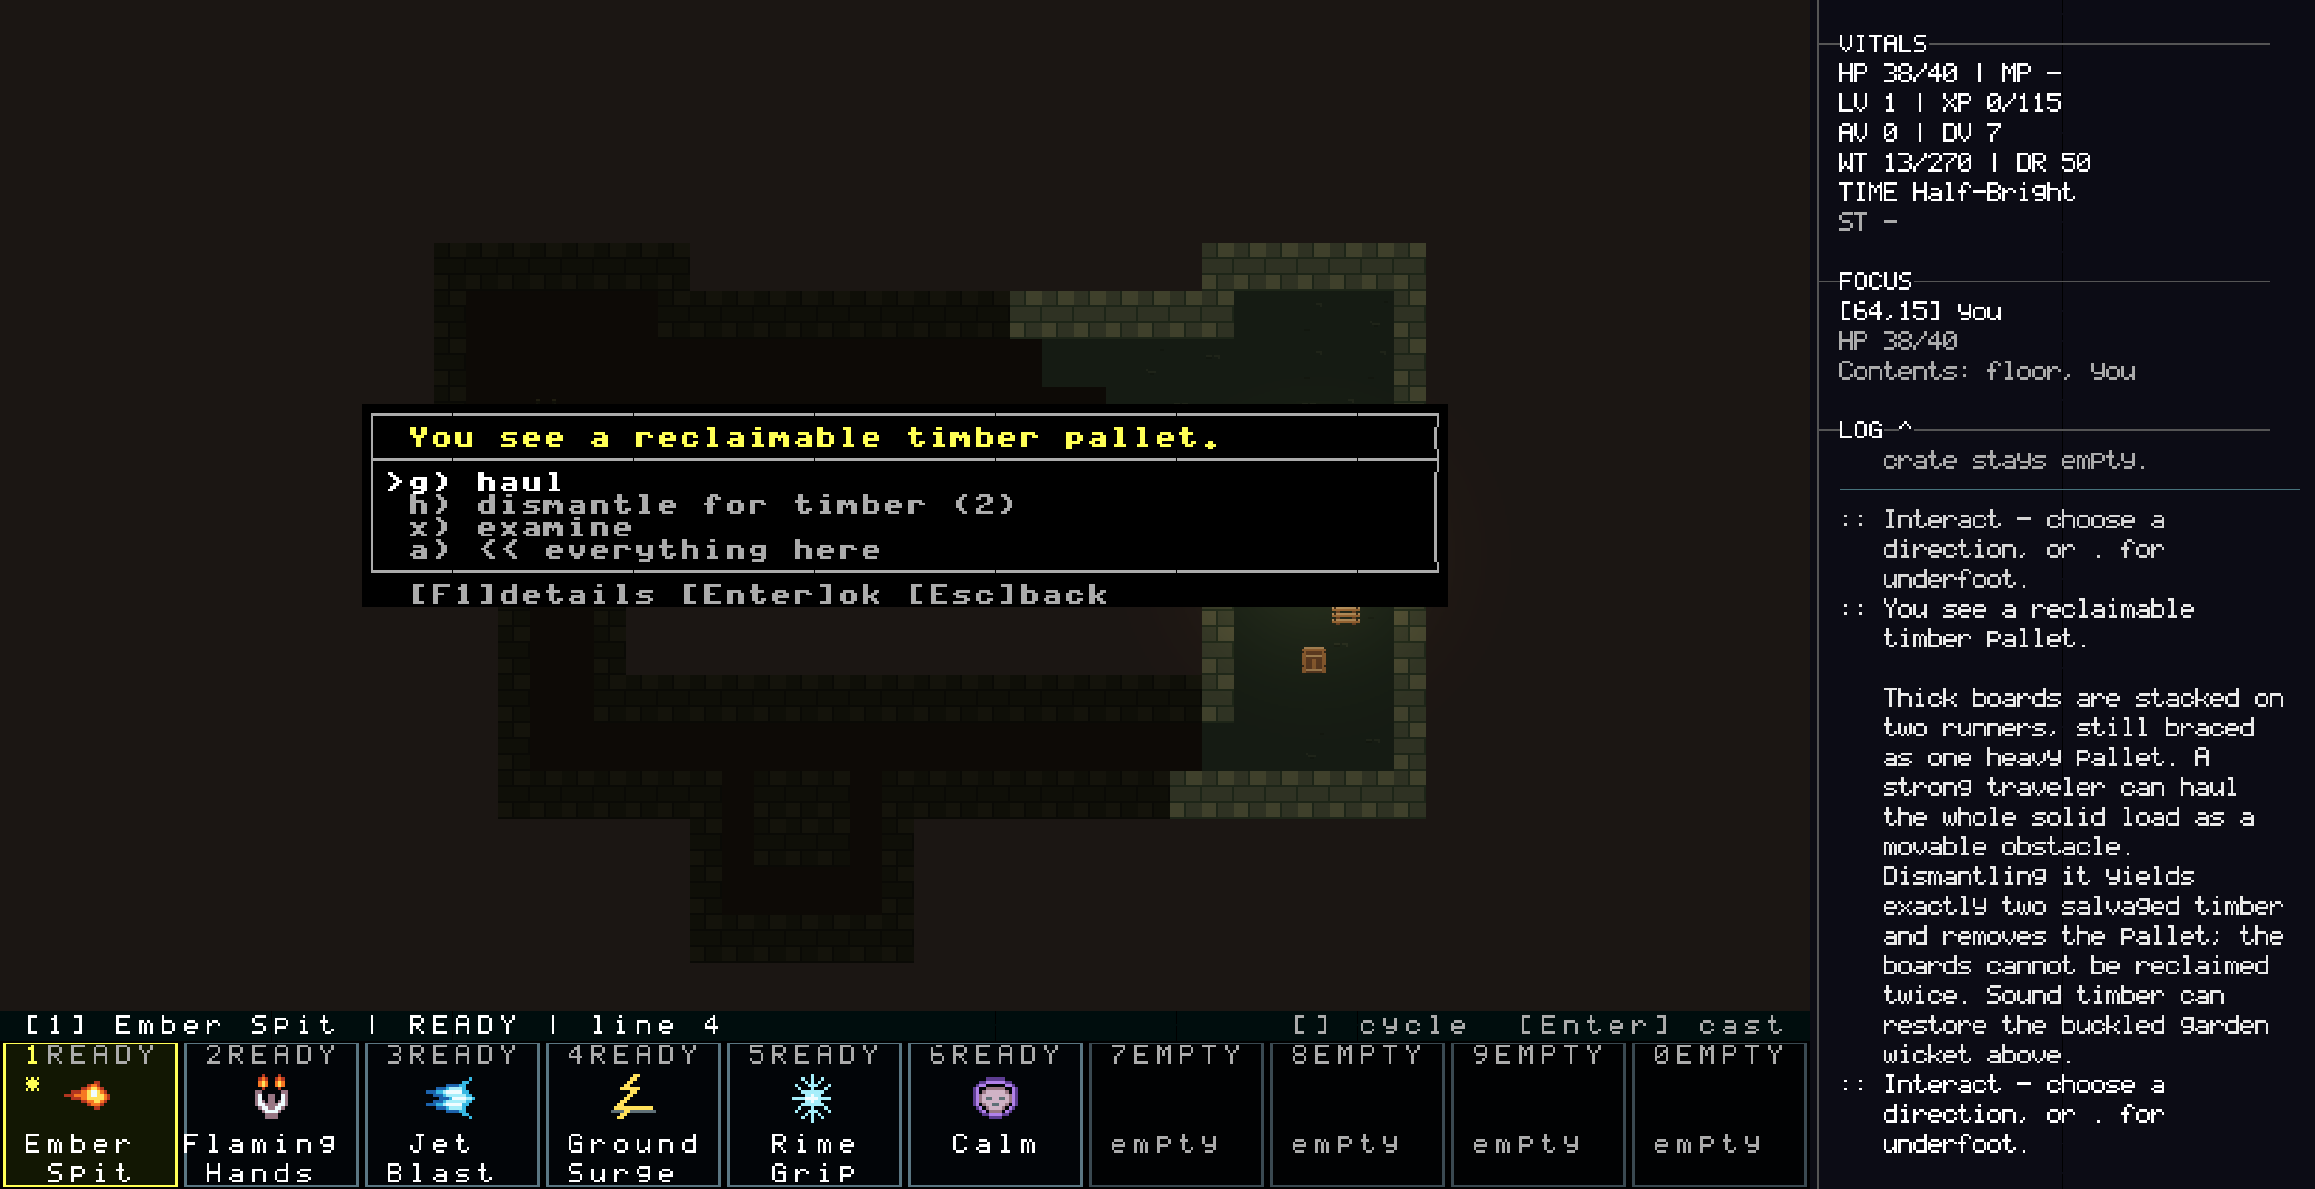 You see a reclaimable timber pallet.
>g) haul
h) dismantle for timber (2)
x) examine
a) << everything here
[F1]details [Enter]ok [Esc]back
[1] Ember Spit | READY | line 4
[] cycle [Enter] cast
1READY 2READY 3READY 4READY 5READY 6READY 7EMPTY 8EMPTY 9EMPTY 0EMPTY
*
Ember Spit
Flaming Hands
Jet Blast
Ground Surge
Rime Grip
Calm
empty
empty
empty
empty
VITALS
HP 38/40 | MP -
LV 1 | XP 0/115
AV 0 | DV 7
WT 13/270 | DR 50
TIME Half-Bright
ST -
FOCUS
[64,15] you
HP 38/40
Contents: floor, you
LOG ^
crate stays empty.
:: Interact - choose a
direction, or . for
underfoot.
:: You see a reclaimable
timber pallet.
Thick boards are stacked on
two runners, still braced
as one heavy pallet. A
strong traveler can haul
the whole solid load as a
movable obstacle.
Dismantling it yields
exactly two salvaged timber
and removes the pallet; the
boards cannot be reclaimed
twice. Sound timber can
restore the buckled garden
wicket above.
:: Interact - choose a
direction, or . for
underfoot.